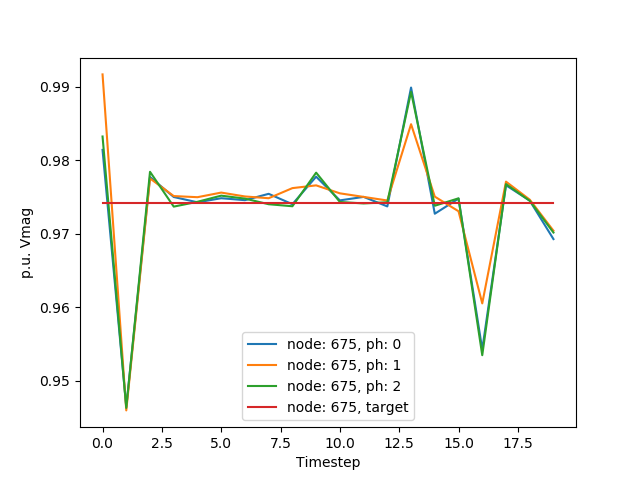 0.99
0.98
0.97
0.96
0.95
p.u. Vmag
node: 675, ph: 0
node: 675, ph: 1
node: 675, ph: 2
node: 675, target
0.0 2.5 5.0 7.5 10.0 12.5 15.0 17.5
Timestep